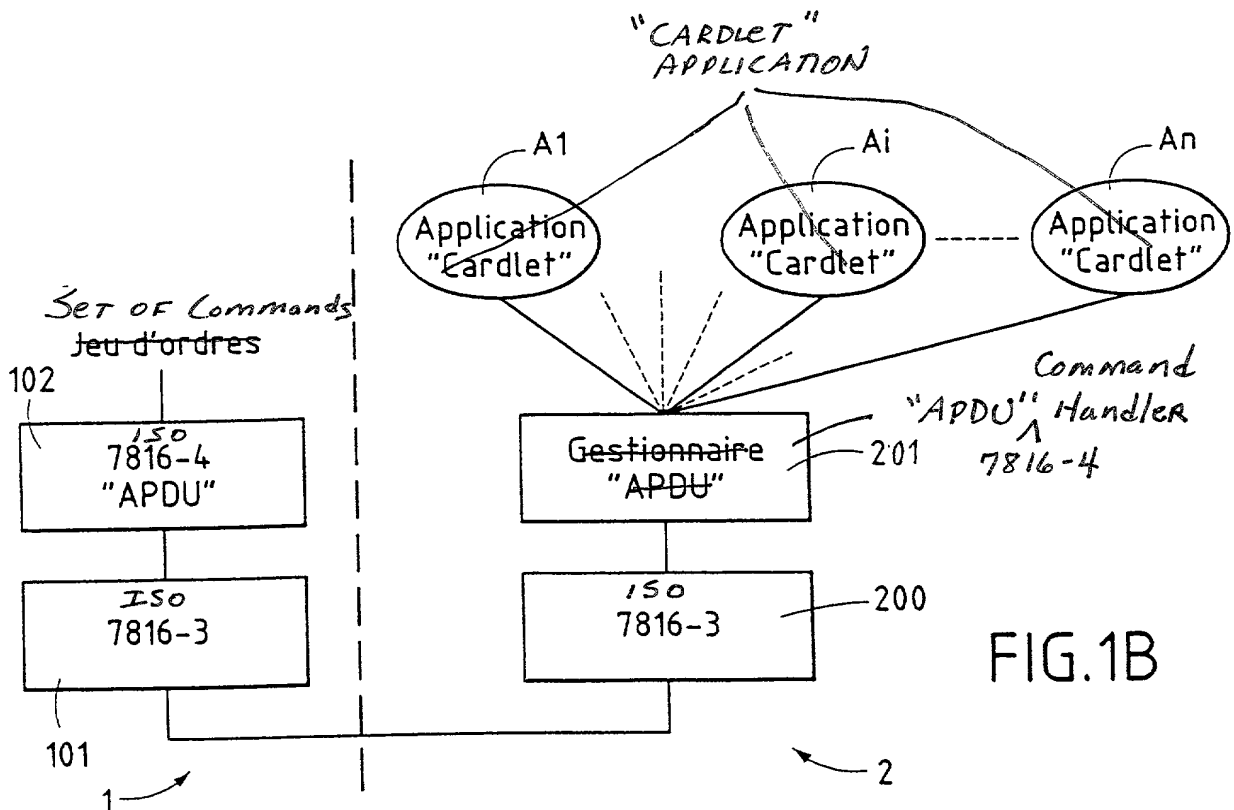 "CARDLET"
APPLICATION
A1
Ai
An
Application
"Cardlet"
Application
"Cardlet"
Application
"Cardlet"
SET OF Commands
Jeu d'ordres
102
ISO
7816-4
"APDU"
Gestionnaire
"APDU"
201
Command
"APDU" ^ Handler
7816-4
ISO
7816-3
101
ISO
7816-3
200
FIG.1B
1
2